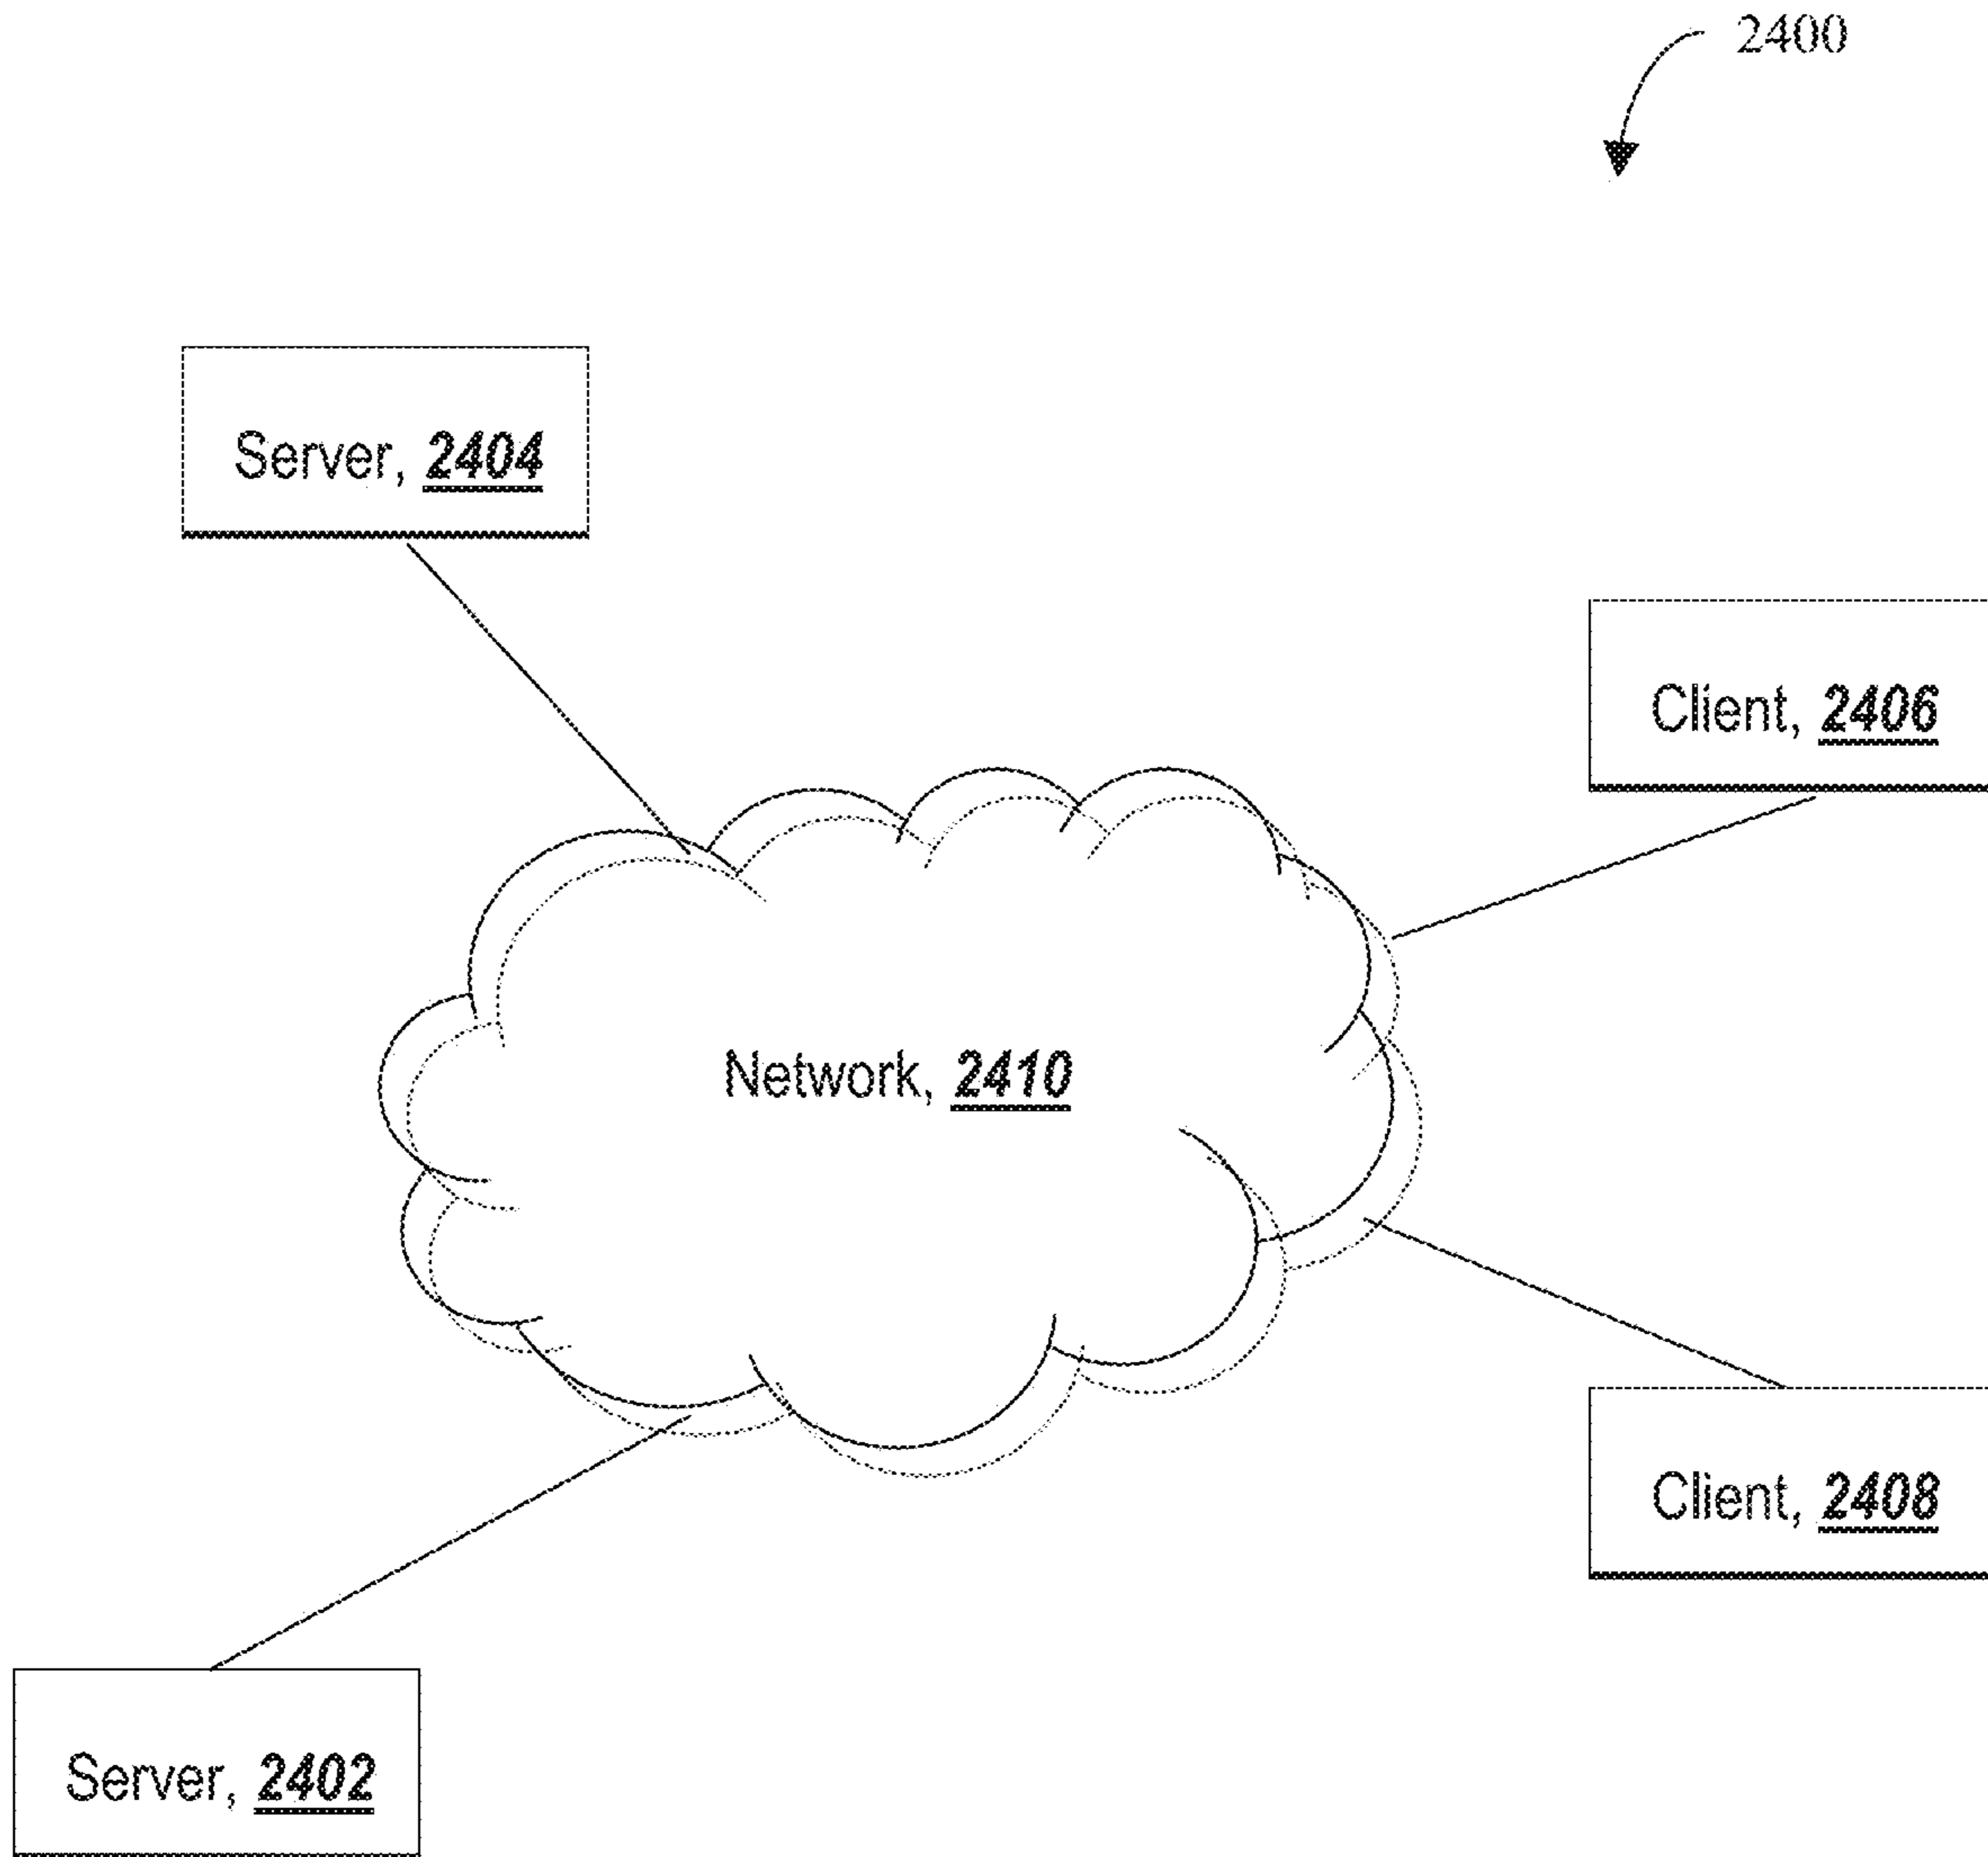 2400
Server, 2404
Client, 2406
Network, 2410
Client, 2408
Server, 2402